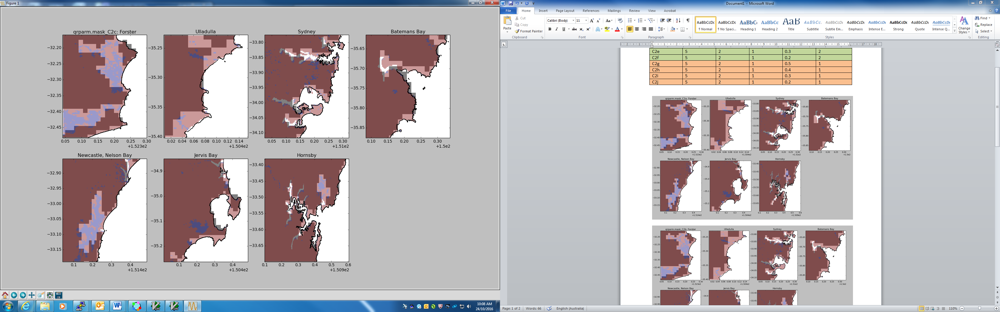 Figure 1
qrparm.mask_C2c: Forster
Ulladulla
Sydney
Batemans Bay
−32.20
−32.25
−32.30
−32.35
−32.40
−32.45
0.05 0.10 0.15 0.20 0.25 0.30
+1.523e2
−35.25
−35.30
−35.35
−35.40
0.02 0.04 0.06 0.08 0.10 0.12 0.14
+1.504e2
−33.80
−33.85
−33.90
−33.95
−34.00
−34.05
−34.10
0.05 0.10 0.15 0.20 0.25 0.30
+1.51e2
−35.65
−35.70
−35.75
−35.80
−35.85
0.10 0.15 0.20 0.25 0.30
+1.5e2
Newcastle, Nelson Bay
Jervis Bay
Hornsby
−32.90
−32.95
−33.00
−33.05
−33.10
−33.15
0.1 0.2 0.3 0.4
+1.514e2
−34.9
−35.0
−35.1
−35.2
0.1 0.2 0.3 0.4
+1.504e2
−33.40
−33.45
−33.50
−33.55
−33.60
−33.65
0.1 0.2 0.3 0.4 0.5 0.6
+1.509e2
10:08 AM
24/10/2016
Document1 - Microsoft Word
File Home Insert Page Layout References Mailings Review View Acrobat
Paste
Cut
Copy
Format Painter
Clipboard
Calibri (Body) 11
Font
Paragraph
AaBbCcDc ¶ Normal
AaBbCcDc ¶ No Spaci...
AaBbC Heading 1
AaBbCc Heading 2
AaB Title
AaBbCc. Subtitle
AaBbCcDc Subtle Em...
AaBbCcDc Emphasis
AaBbCcDc Intense E...
AaBbCcDc Strong
AaBbCcDc Quote
AaBbCcDc Intense Q...
Change Styles
Styles
Find
Replace
Select
Editing
C2e 5 2 1 0.3 2
C2f 5 2 1 0.2 2
C2g 5 2 1 0.5 1
C2h 5 2 1 0.4 1
C2i 5 2 1 0.3 1
C2j 5 2 1 0.2 1
qrparm.mask_C2a: Forster
Ulladulla
Sydney
Batemans Bay
Newcastle, Nelson Bay
Jervis Bay
Hornsby
qrparm.mask_C2b: Forster
Ulladulla
Sydney
Batemans Bay
Newcastle, Nelson Bay
Jervis Bay
Hornsby
Page: 1 of 2 Words: 66 English (Australia)
110%